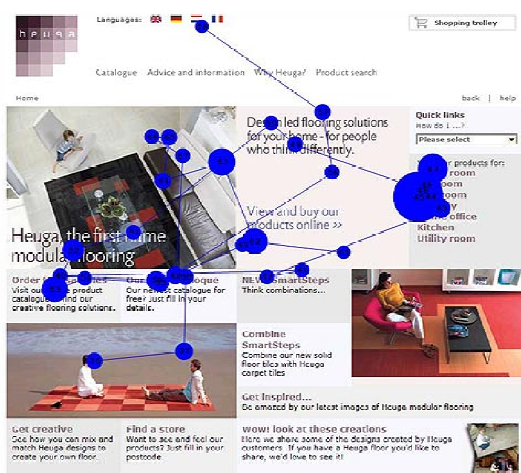 heuga
Languages:
Shopping trolley
Catalogue Advice and information Why Heuga? Product search
Home
back | help
Quick links
How do I ...?
Please select
Designed flooring solutions
for your home - for people
who think differently.
products for:
room
room
office
Kitchen
Utility room
View and buy our
products online >>
Heuga, the first name
modular flooring
Order
Visit our product
catalogue find our
creative flooring solutions.
Our
Our newest catalogue for
free? Just fill in your
details.
NEW SmartSteps
Think combinations...
Combine
SmartSteps
Combine our new solid
floor tiles with Heuga
carpet tiles
Get inspired...
Be amazed by our latest images of Heuga modular flooring
Get creative
See how you can mix and
match Heuga designs to
create your own floor.
Find a store
Want to see and feel our
products? Just fill in your
postcode.
Wow! look at these creations
Here we share some of the designs created by Heuga
customers. If you have a Heuga floor you'd like to
share, we'd love to see it!